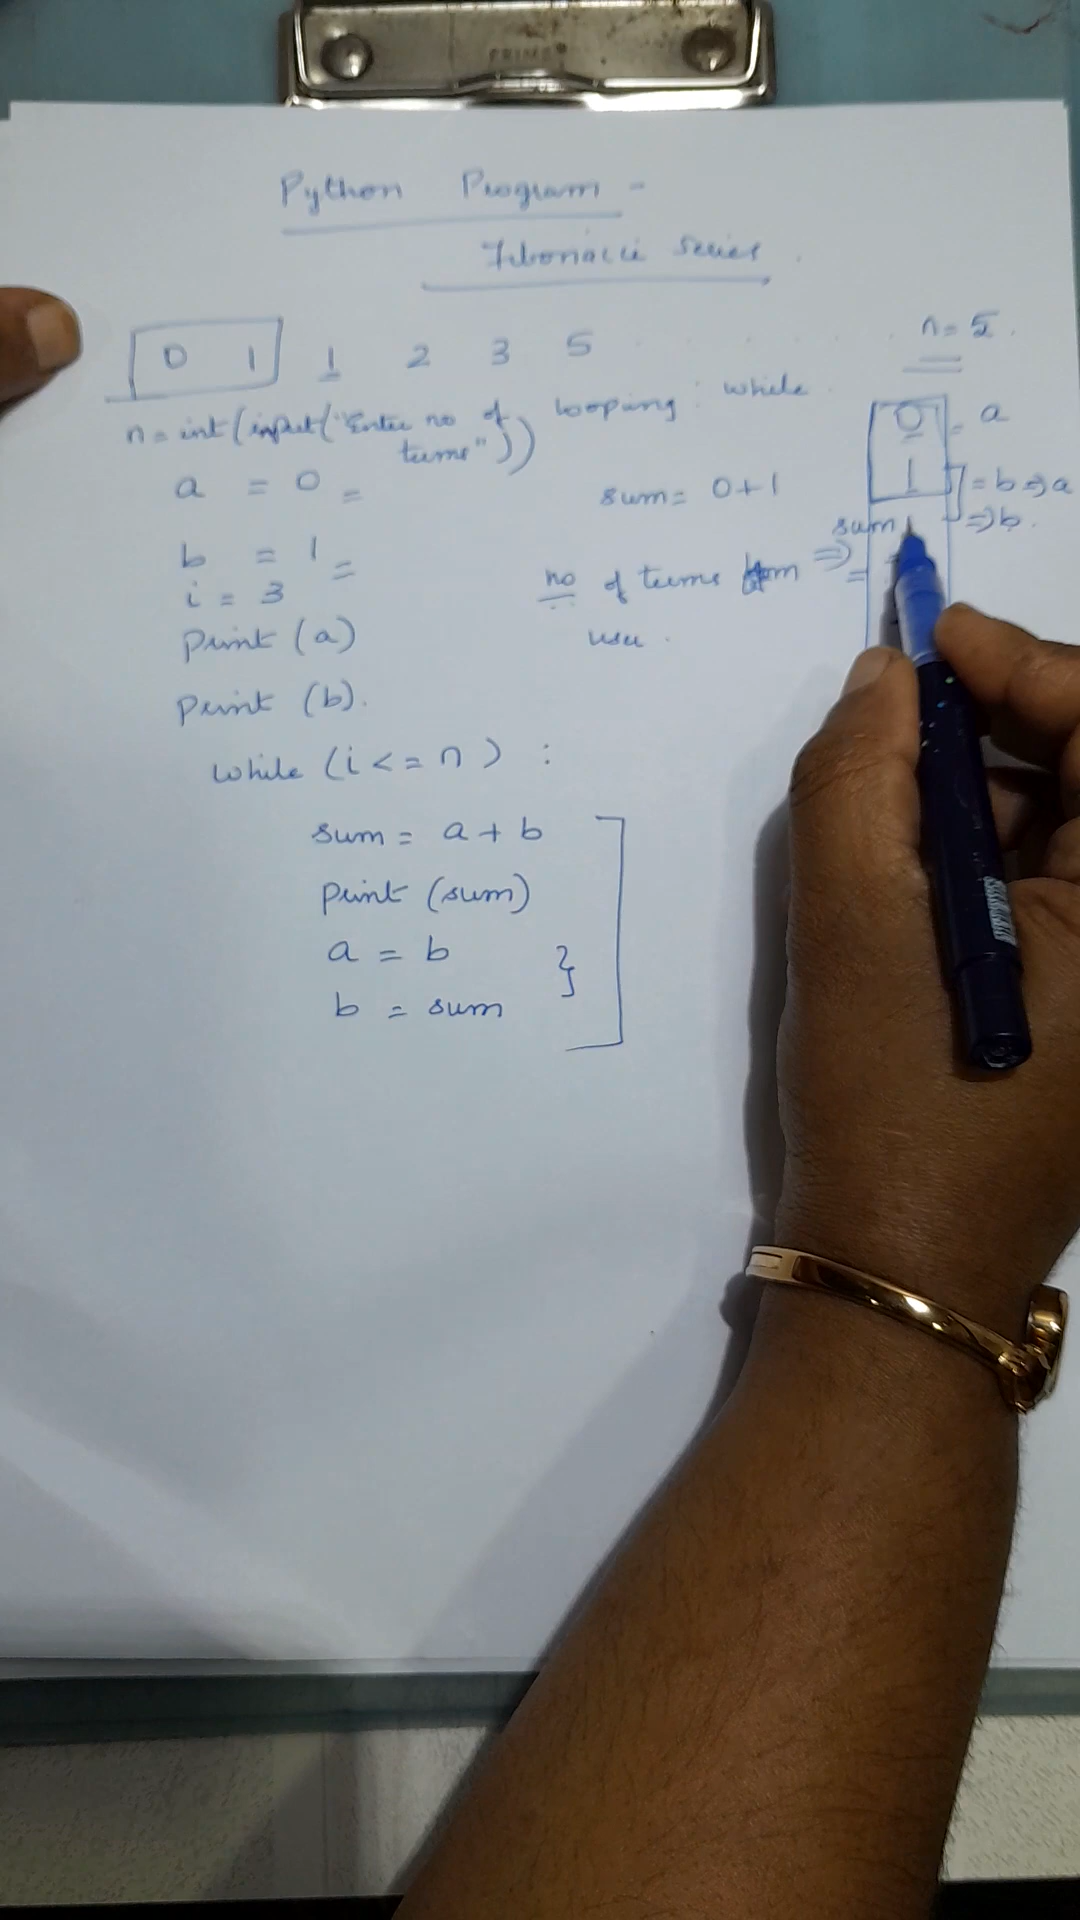 Python Program -
Fibonacci Series
n = 5
0 1 1 2 3 5
n = int(input("Enter no of terms"))
looping : while
a = 0
b = 1
i = 3
print (a)
print (b).
while (i <= n) :
sum = a + b
print (sum)
a = b
b = sum
sum = 0+1
no of terms
user.
0 = a
1 = b ⇒ a
sum 1 ⇒ b.